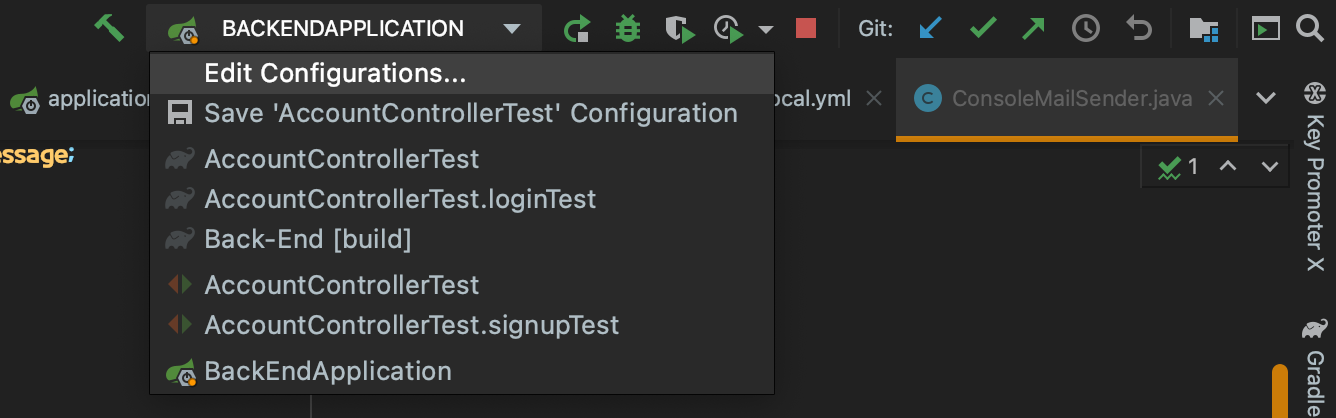 BACKENDAPPLICATION
Git:
Edit Configurations...
application
ocal.yml
ConsoleMailSender.java
Save 'AccountControllerTest' Configuration
essage;
AccountControllerTest
1
AccountControllerTest.loginTest
Back-End [build]
AccountControllerTest
AccountControllerTest.signupTest
BackEndApplication
Key Promoter X
Gradle